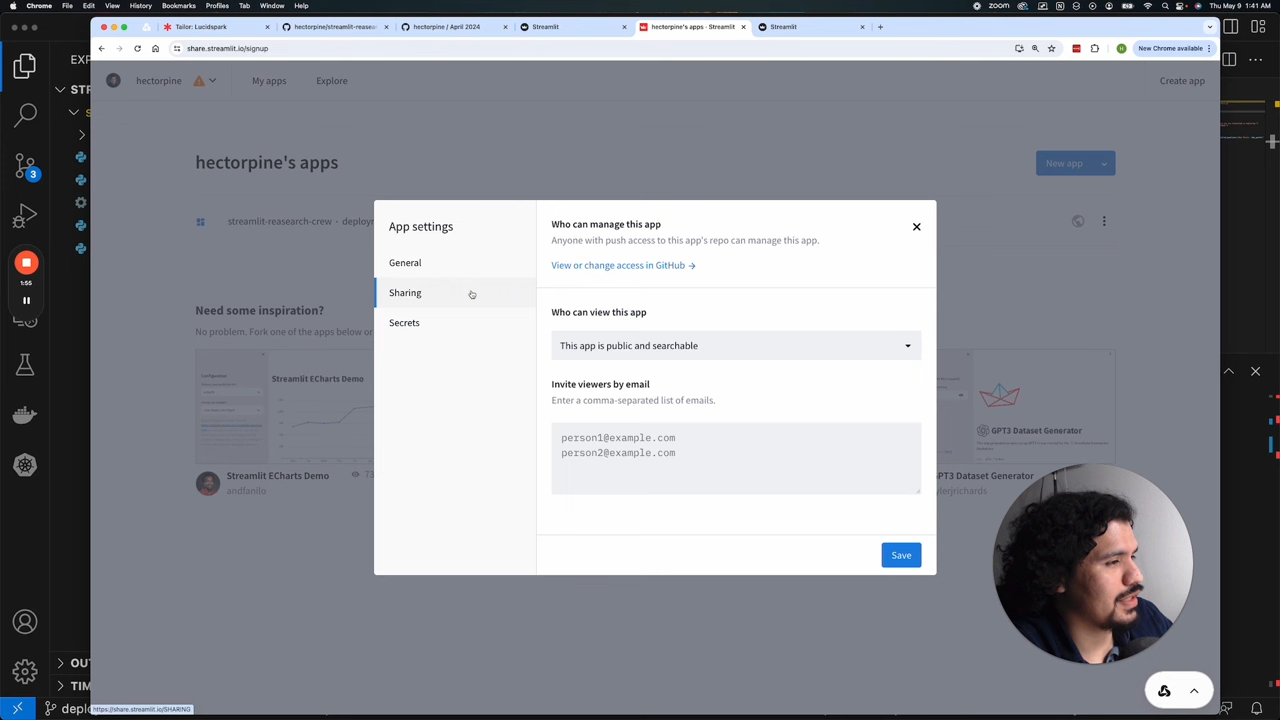 Chrome File Edit View History Bookmarks Profiles Tab Window Help
zoom
Thu May 9 1:41 AM
Tailor: Lucidspark
hectorpine/streamlit-reasea
hectorpine / April 2024
Streamlit
hectorpine's apps · Streamlit
Streamlit
share.streamlit.io/signup
New Chrome available
hectorpine
My apps
Explore
Create app
hectorpine's apps
New app
streamlit-reasearch-crew
App settings
General
Sharing
Secrets
Who can manage this app
Anyone with push access to this app's repo can manage this app.
View or change access in GitHub →
Who can view this app
This app is public and searchable
Invite viewers by email
Enter a comma-separated list of emails.
person1@example.com
person2@example.com
Save
Need some inspiration?
No problem. Fork one of the apps below or
Streamlit ECharts Demo
GPT3 Dataset Generator
Streamlit ECharts Demo
73
andfanilo
GPT3 Dataset Generator
1:55
3
https://share.streamlit.io/SHARING